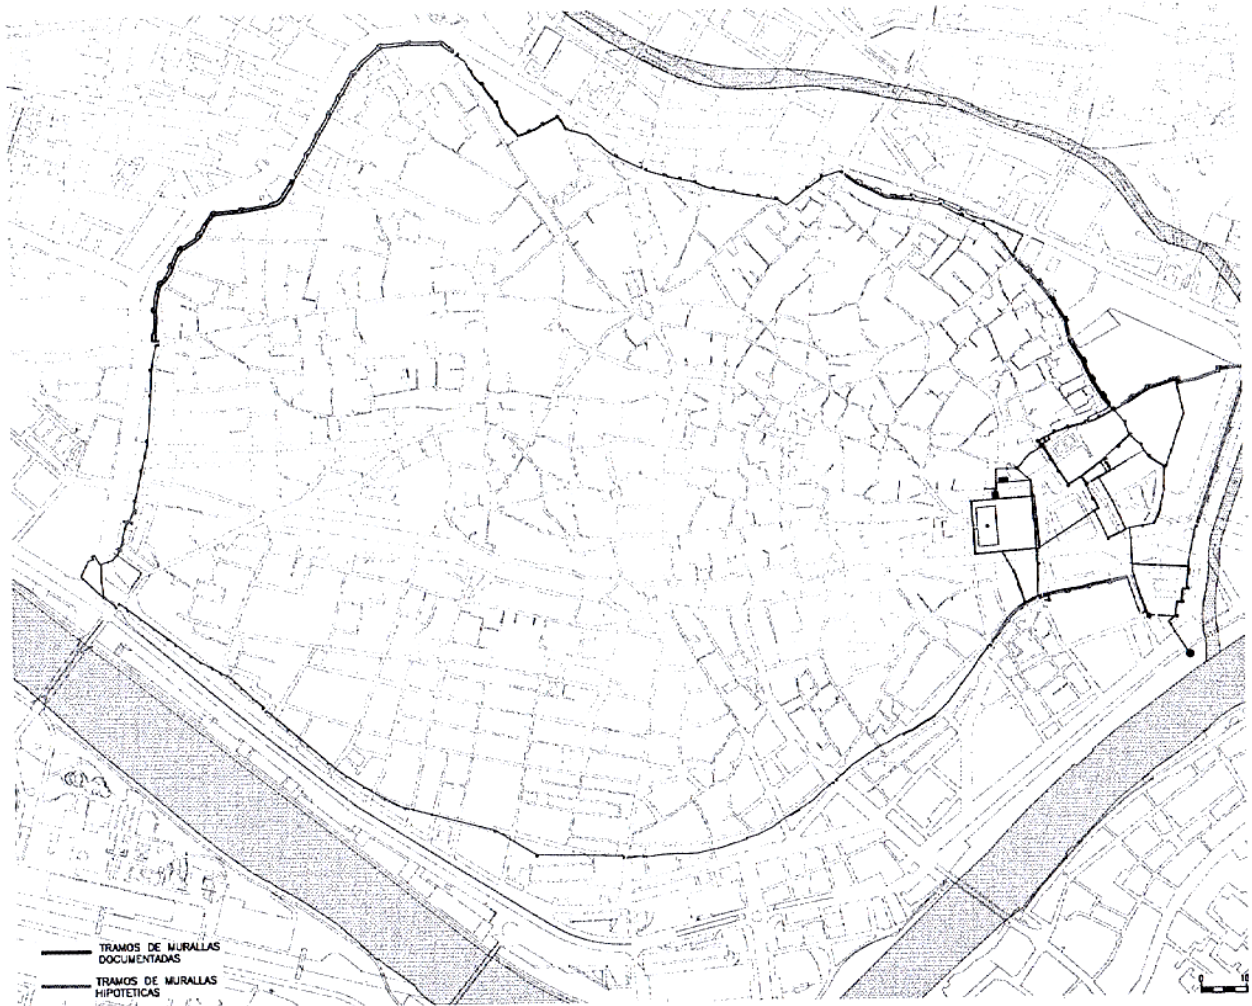 TRAMOS DE MURALLAS
DOCUMENTADAS
TRAMOS DE MURALLAS
HIPOTETICAS
0 10